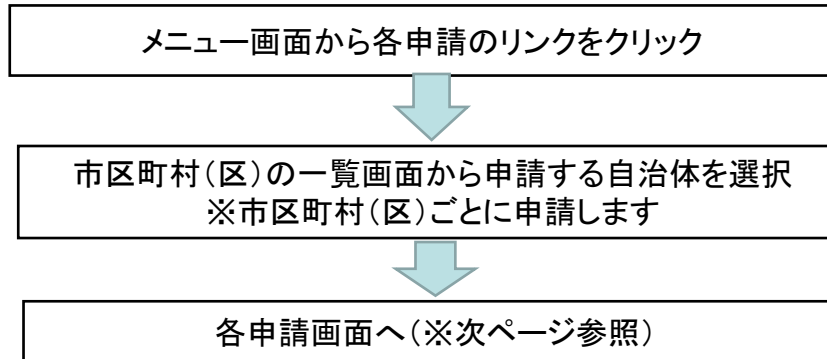 メニュー画面から各申請のリンクをクリック
市区町村（区）の一覧画面から申請する自治体を選択
※市区町村（区）ごとに申請します
各申請画面へ（※次ページ参照）